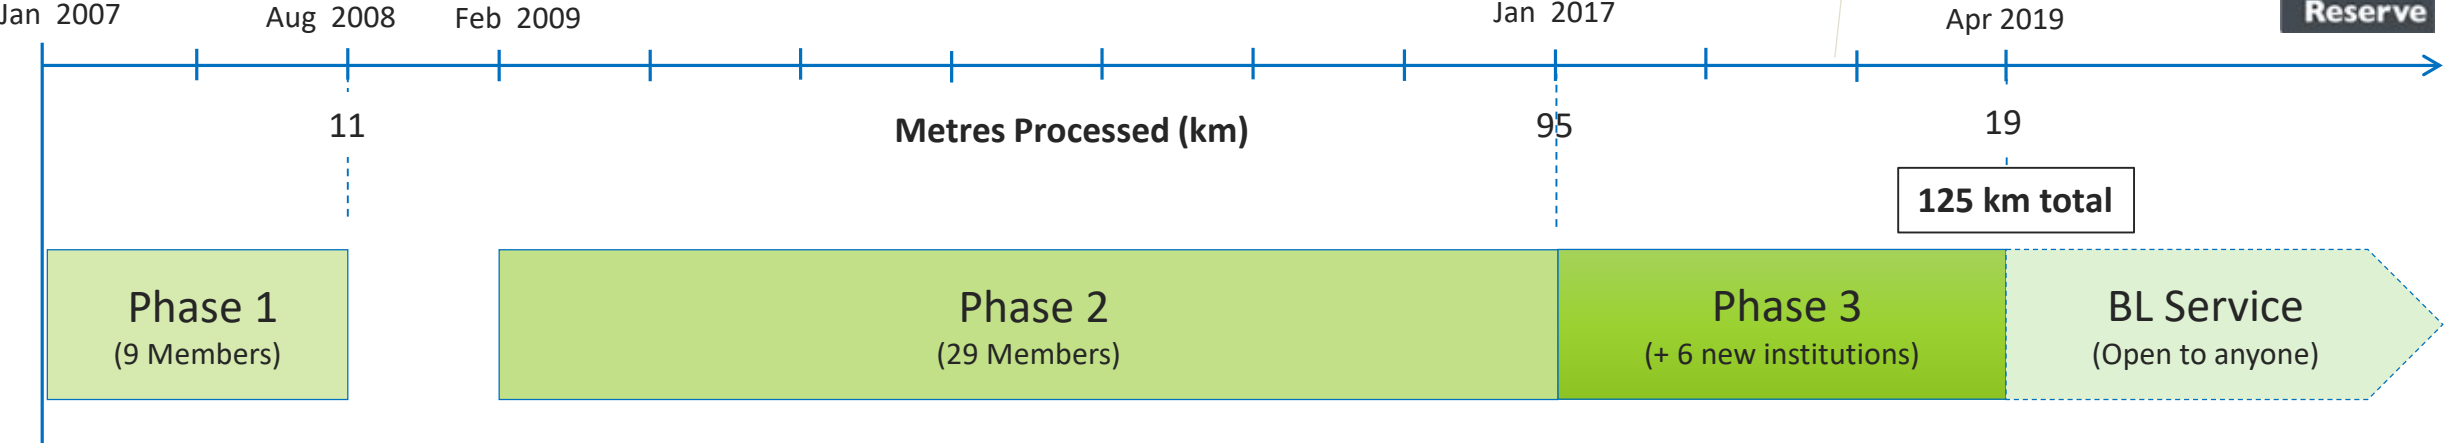 Jan 2007
Aug 2008
Feb 2009
Jan 2017
Apr 2019
Reserve
11
Metres Processed (km)
95
19
125 km total
Phase 1
(9 Members)
Phase 2
(29 Members)
Phase 3
(+ 6 new institutions)
BL Service
(Open to anyone)